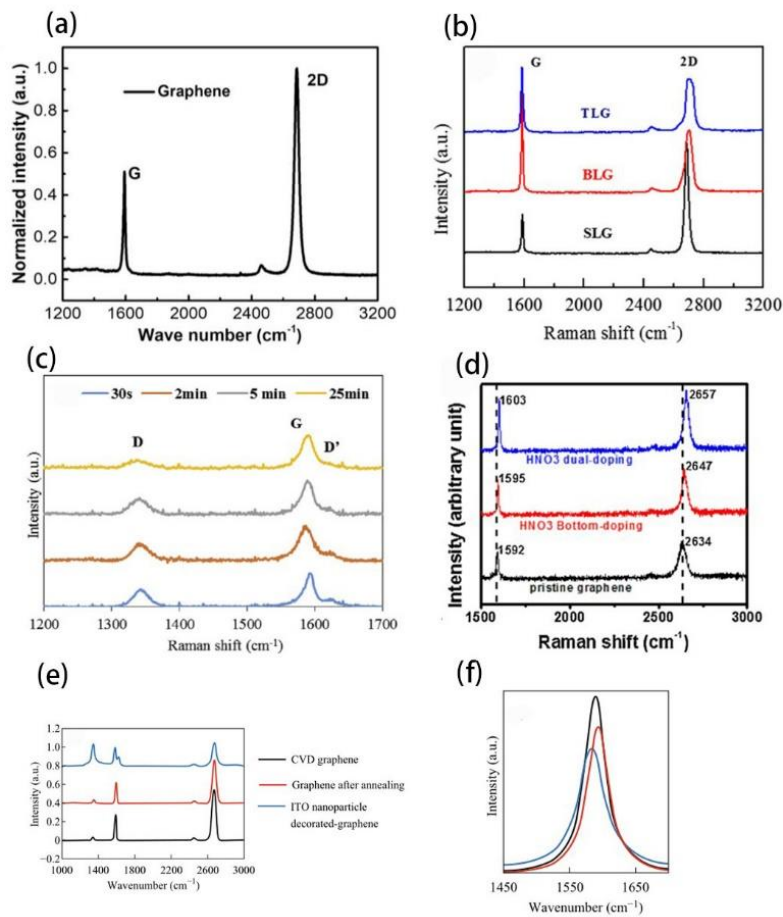 (a)
Normalized intensity (a.u.)
1.0
0.8
0.6
0.4
0.2
0.0
Graphene
2D
G
1200 1600 2000 2400 2800 3200
Wave number (cm⁻¹)
(b)
Intensity (a.u.)
G
2D
TLG
BLG
SLG
1200 1600 2000 2400 2800 3200
Raman shift (cm⁻¹)
(c)
30s 2min 5 min 25min
Intensity (a.u.)
D
G
D’
1200 1300 1400 1500 1600 1700
Raman shift (cm⁻¹)
(d)
Intensity (arbitrary unit)
1603 2657
HNO3 dual-doping
1595 2647
HNO3 Bottom-doping
1592 2634
pristine graphene
1500 2000 2500 3000
Raman shift (cm⁻¹)
(e)
Intensity (a.u.)
1.2
1.0
0.8
0.6
0.4
0.2
0
−0.2
1000 1400 1800 2200 2600 3000
Wavenumber (cm⁻¹)
CVD graphene
Graphene after annealing
ITO nanoparticle
decorated-graphene
(f)
Intensity (a.u.)
1450 1550 1650
Wavenumber (cm⁻¹)